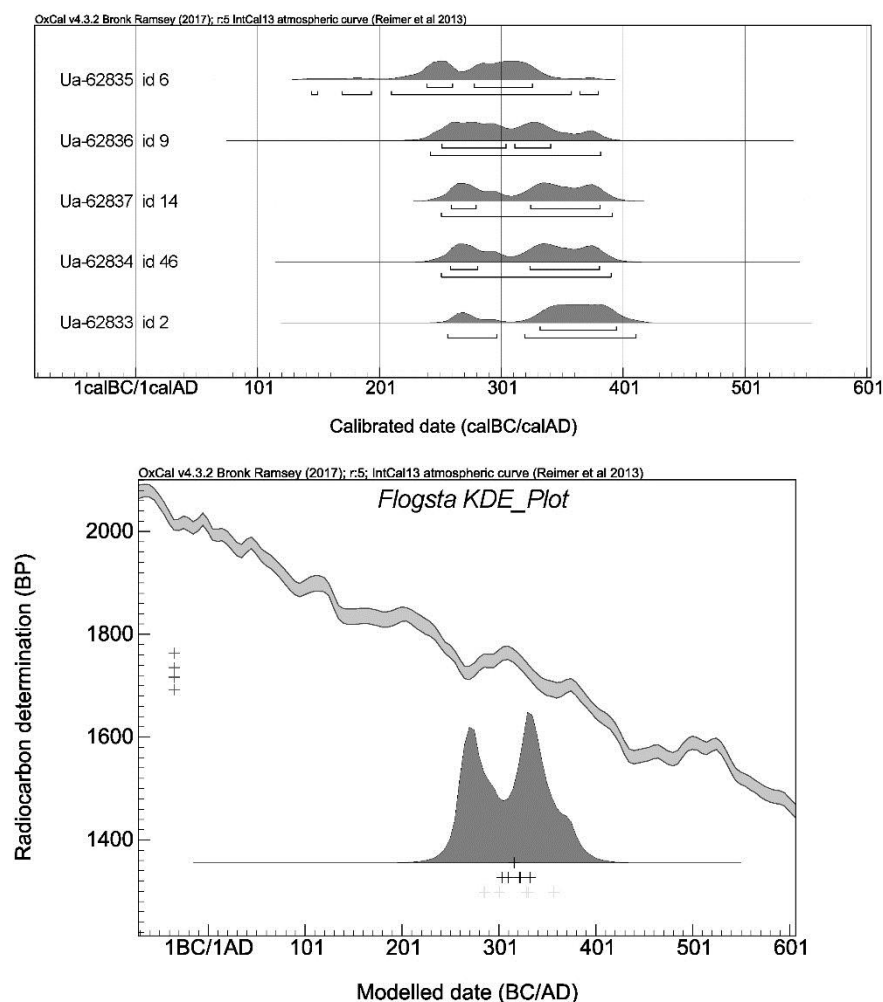 OxCal v4.3.2 Bronk Ramsey (2017); r:5 IntCal13 atmospheric curve (Reimer et al 2013)
Ua-62835 id 6
Ua-62836 id 9
Ua-62837 id 14
Ua-62834 id 46
Ua-62833 id 2
1calBC/1calAD 101 201 301 401 501 601
Calibrated date (calBC/calAD)
OxCal v4.3.2 Bronk Ramsey (2017); r:5; IntCal13 atmospheric curve (Reimer et al 2013)
Flogsta KDE_Plot
Radiocarbon determination (BP)
2000
1800
1600
1400
1BC/1AD 101 201 301 401 501 601
Modelled date (BC/AD)